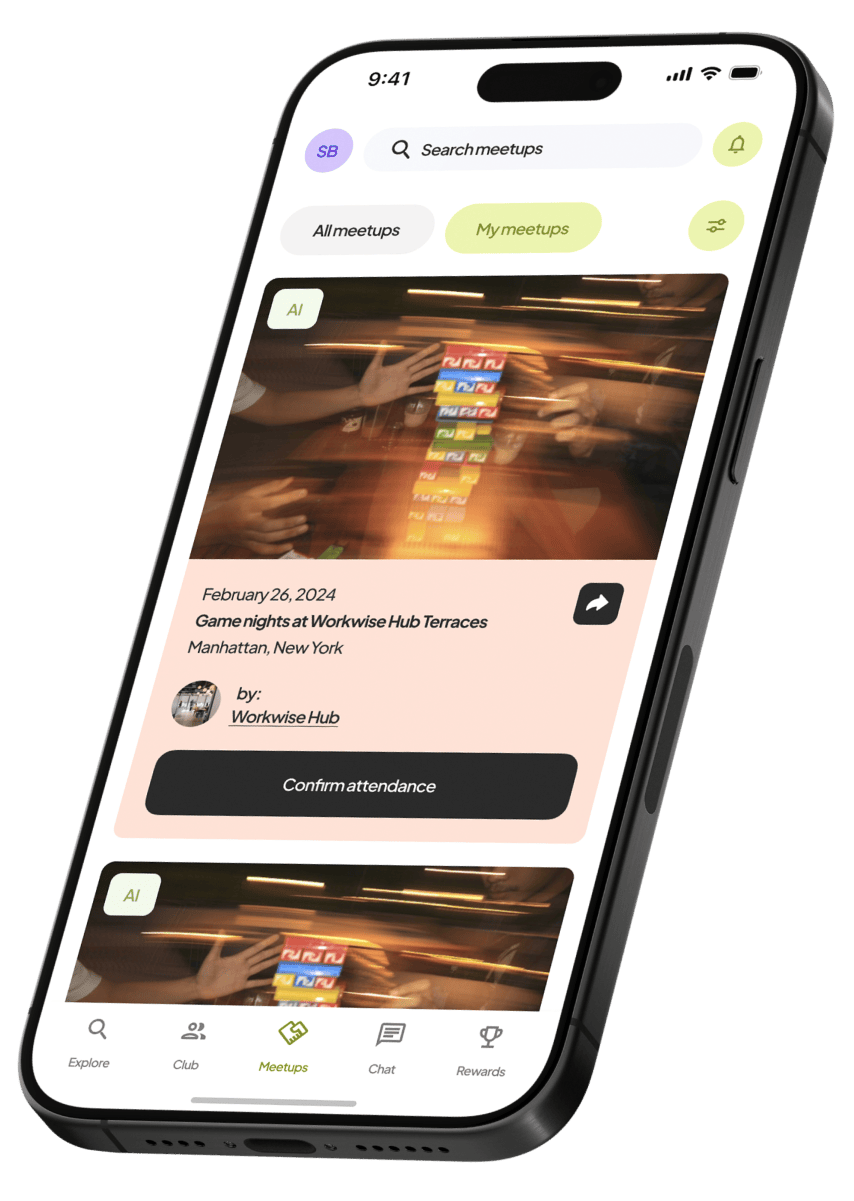 9:41
SB
Search meetups
All meetups
My meetups
AI
February 26, 2024
Game nights at Workwise Hub Terraces
Manhattan, New York
by:
Workwise Hub
Confirm attendance
AI
Explore
Club
Meetups
Chat
Rewards